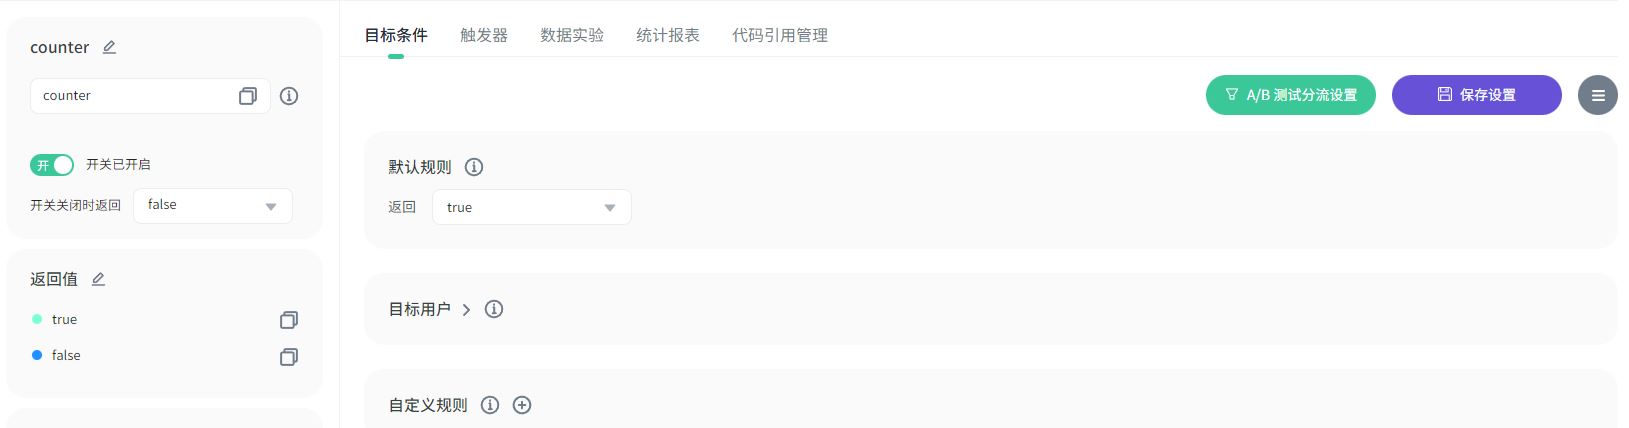 counter
counter
开 开关已开启
开关关闭时返回 false
返回值
true
false
目标条件 触发器 数据实验 统计报表 代码引用管理
A/B 测试分流设置 保存设置
默认规则
返回 true
目标用户
自定义规则